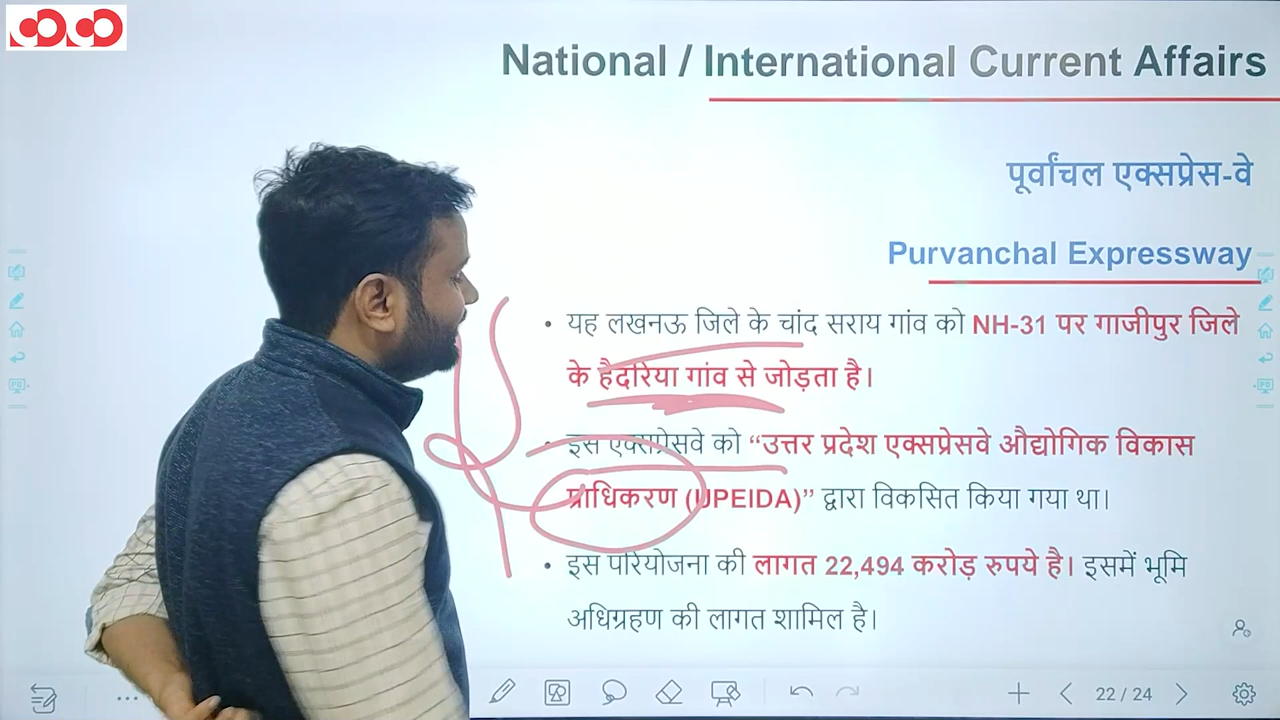 National / International Current Affairs
पूर्वांचल एक्सप्रेस-वे
Purvanchal Expressway
• यह लखनऊ जिले के चांद सराय गांव को NH-31 पर गाजीपुर जिले
के हैदरिया गांव से जोड़ता है।
• इस एक्सप्रेसवे को “उत्तर प्रदेश एक्सप्रेसवे औद्योगिक विकास
प्राधिकरण (UPEIDA)” द्वारा विकसित किया गया था।
• इस परियोजना की लागत 22,494 करोड़ रुपये है। इसमें भूमि
अधिग्रहण की लागत शामिल है।
22 / 24